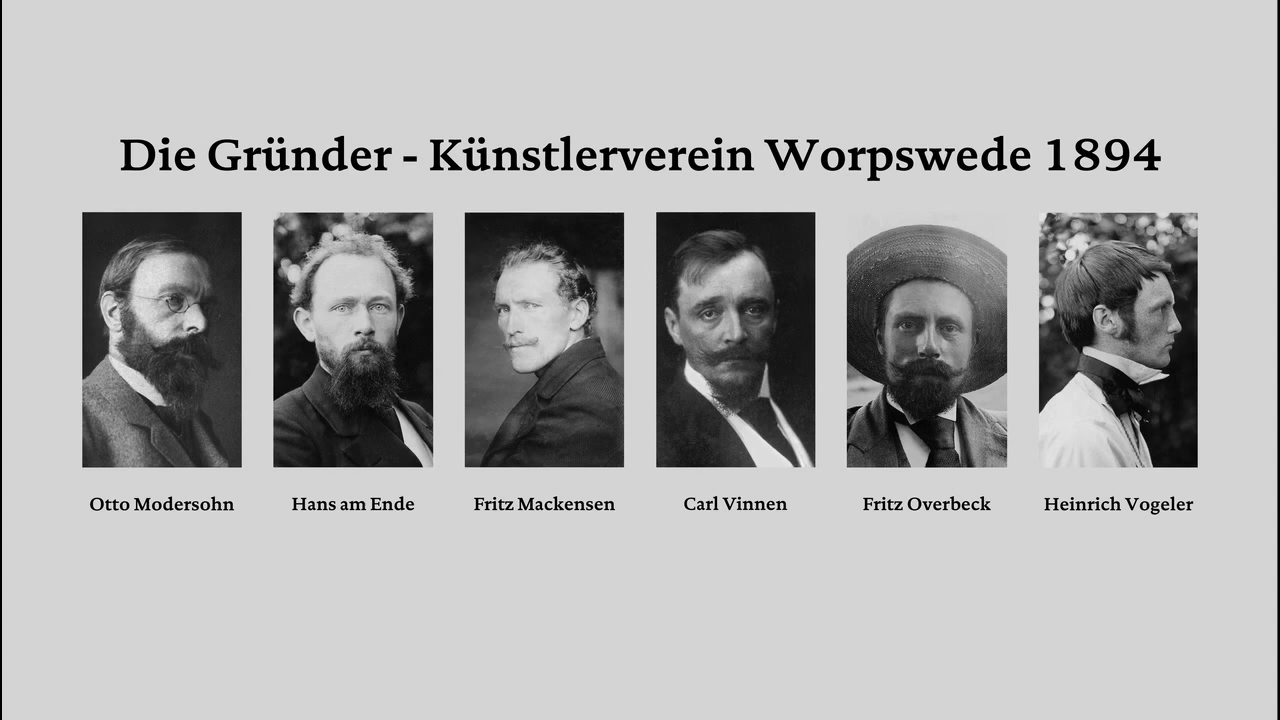 Die Gründer - Künstlerverein Worpswede 1894
Otto Modersohn
Hans am Ende
Fritz Mackensen
Carl Vinnen
Fritz Overbeck
Heinrich Vogeler